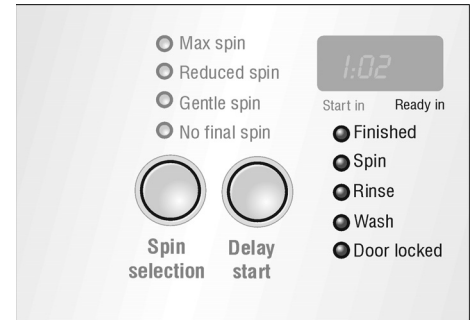 Max spin
Reduced spin
Gentle spin
No final spin
Spin
selection
Delay
start
1:02
Start in Ready in
Finished
Spin
Rinse
Wash
Door locked